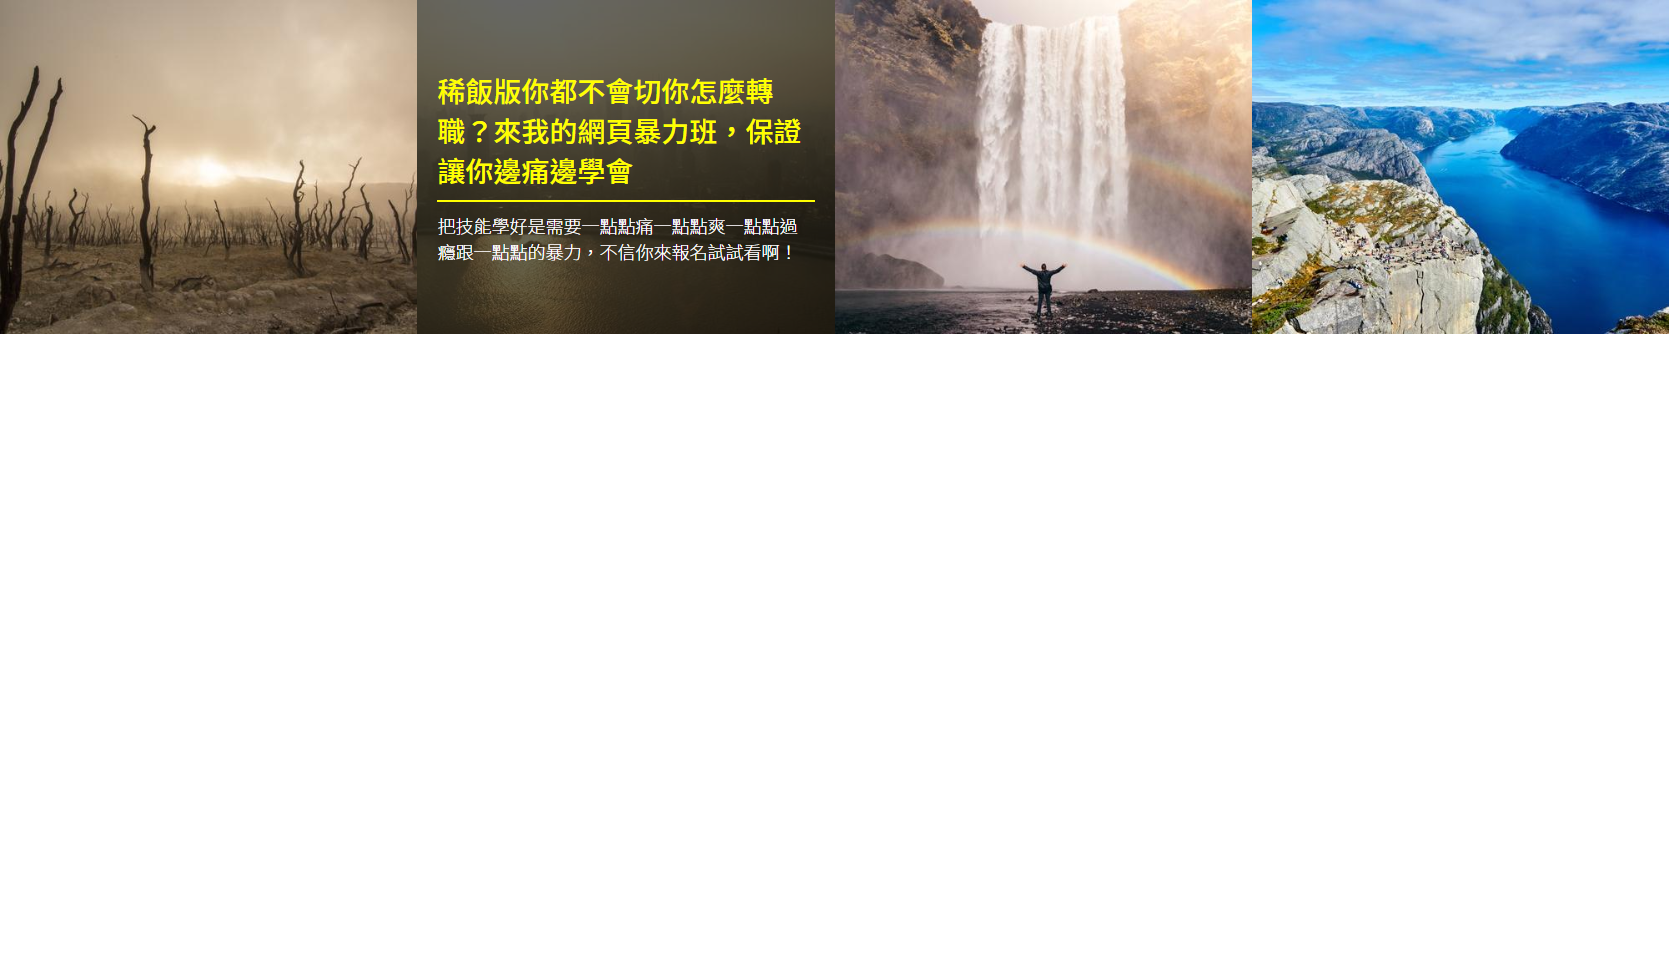 稀飯版你都不會切你怎麼轉
職？來我的網頁暴力班，保證
讓你邊痛邊學會
把技能學好是需要一點點痛一點點爽一點點過
癮跟一點點的暴力，不信你來報名試試看啊！